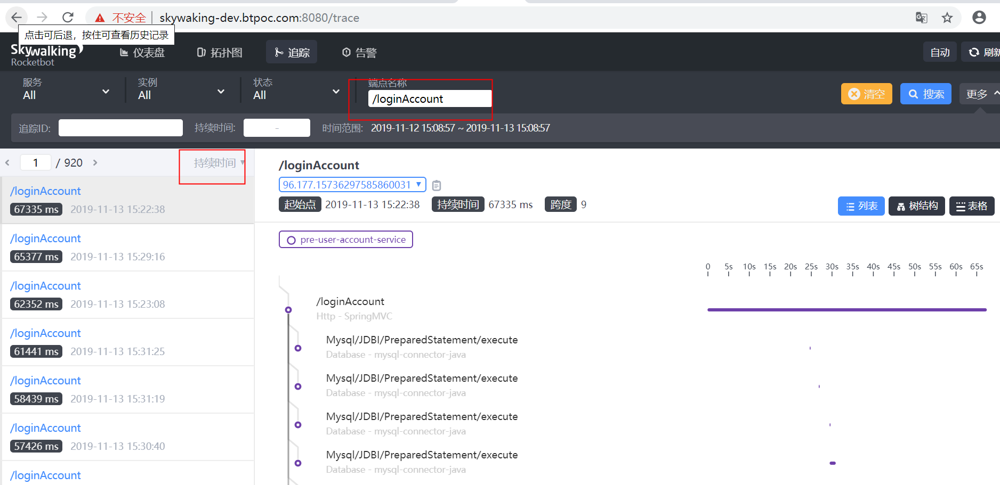 不安全 skywaking-dev.btpoc.com:8080/trace
点击可后退，按住可查看历史记录
Skywalking
Rocketbot
仪表盘 拓扑图 追踪 告警 自动 刷新
服务 实例 状态 端点名称
All All All /loginAccount 清空 搜索 更多
追踪ID: 持续时间: - 时间范围: 2019-11-12 15:08:57 ~ 2019-11-13 15:08:57
1 / 920 持续时间
/loginAccount
67335 ms 2019-11-13 15:22:38
/loginAccount
65377 ms 2019-11-13 15:29:16
/loginAccount
62352 ms 2019-11-13 15:23:08
/loginAccount
61441 ms 2019-11-13 15:31:25
/loginAccount
58439 ms 2019-11-13 15:31:19
/loginAccount
57426 ms 2019-11-13 15:30:40
/loginAccount
/loginAccount
96.177.15736297585860031
起始点 2019-11-13 15:22:38 持续时间 67335 ms 跨度 9
列表 树结构 表格
pre-user-account-service
0 5s 10s 15s 20s 25s 30s 35s 40s 45s 50s 55s 60s 65s
/loginAccount
Http - SpringMVC
Mysql/JDBI/PreparedStatement/execute
Database - mysql-connector-java
Mysql/JDBI/PreparedStatement/execute
Database - mysql-connector-java
Mysql/JDBI/PreparedStatement/execute
Database - mysql-connector-java
Mysql/JDBI/PreparedStatement/execute
Database - mysql-connector-java